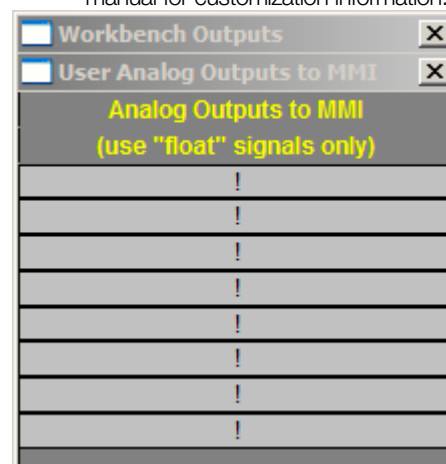 manual for customization information.
Workbench Outputs
User Analog Outputs to MMI
Analog Outputs to MMI
(use "float" signals only)
!
!
!
!
!
!
!
!